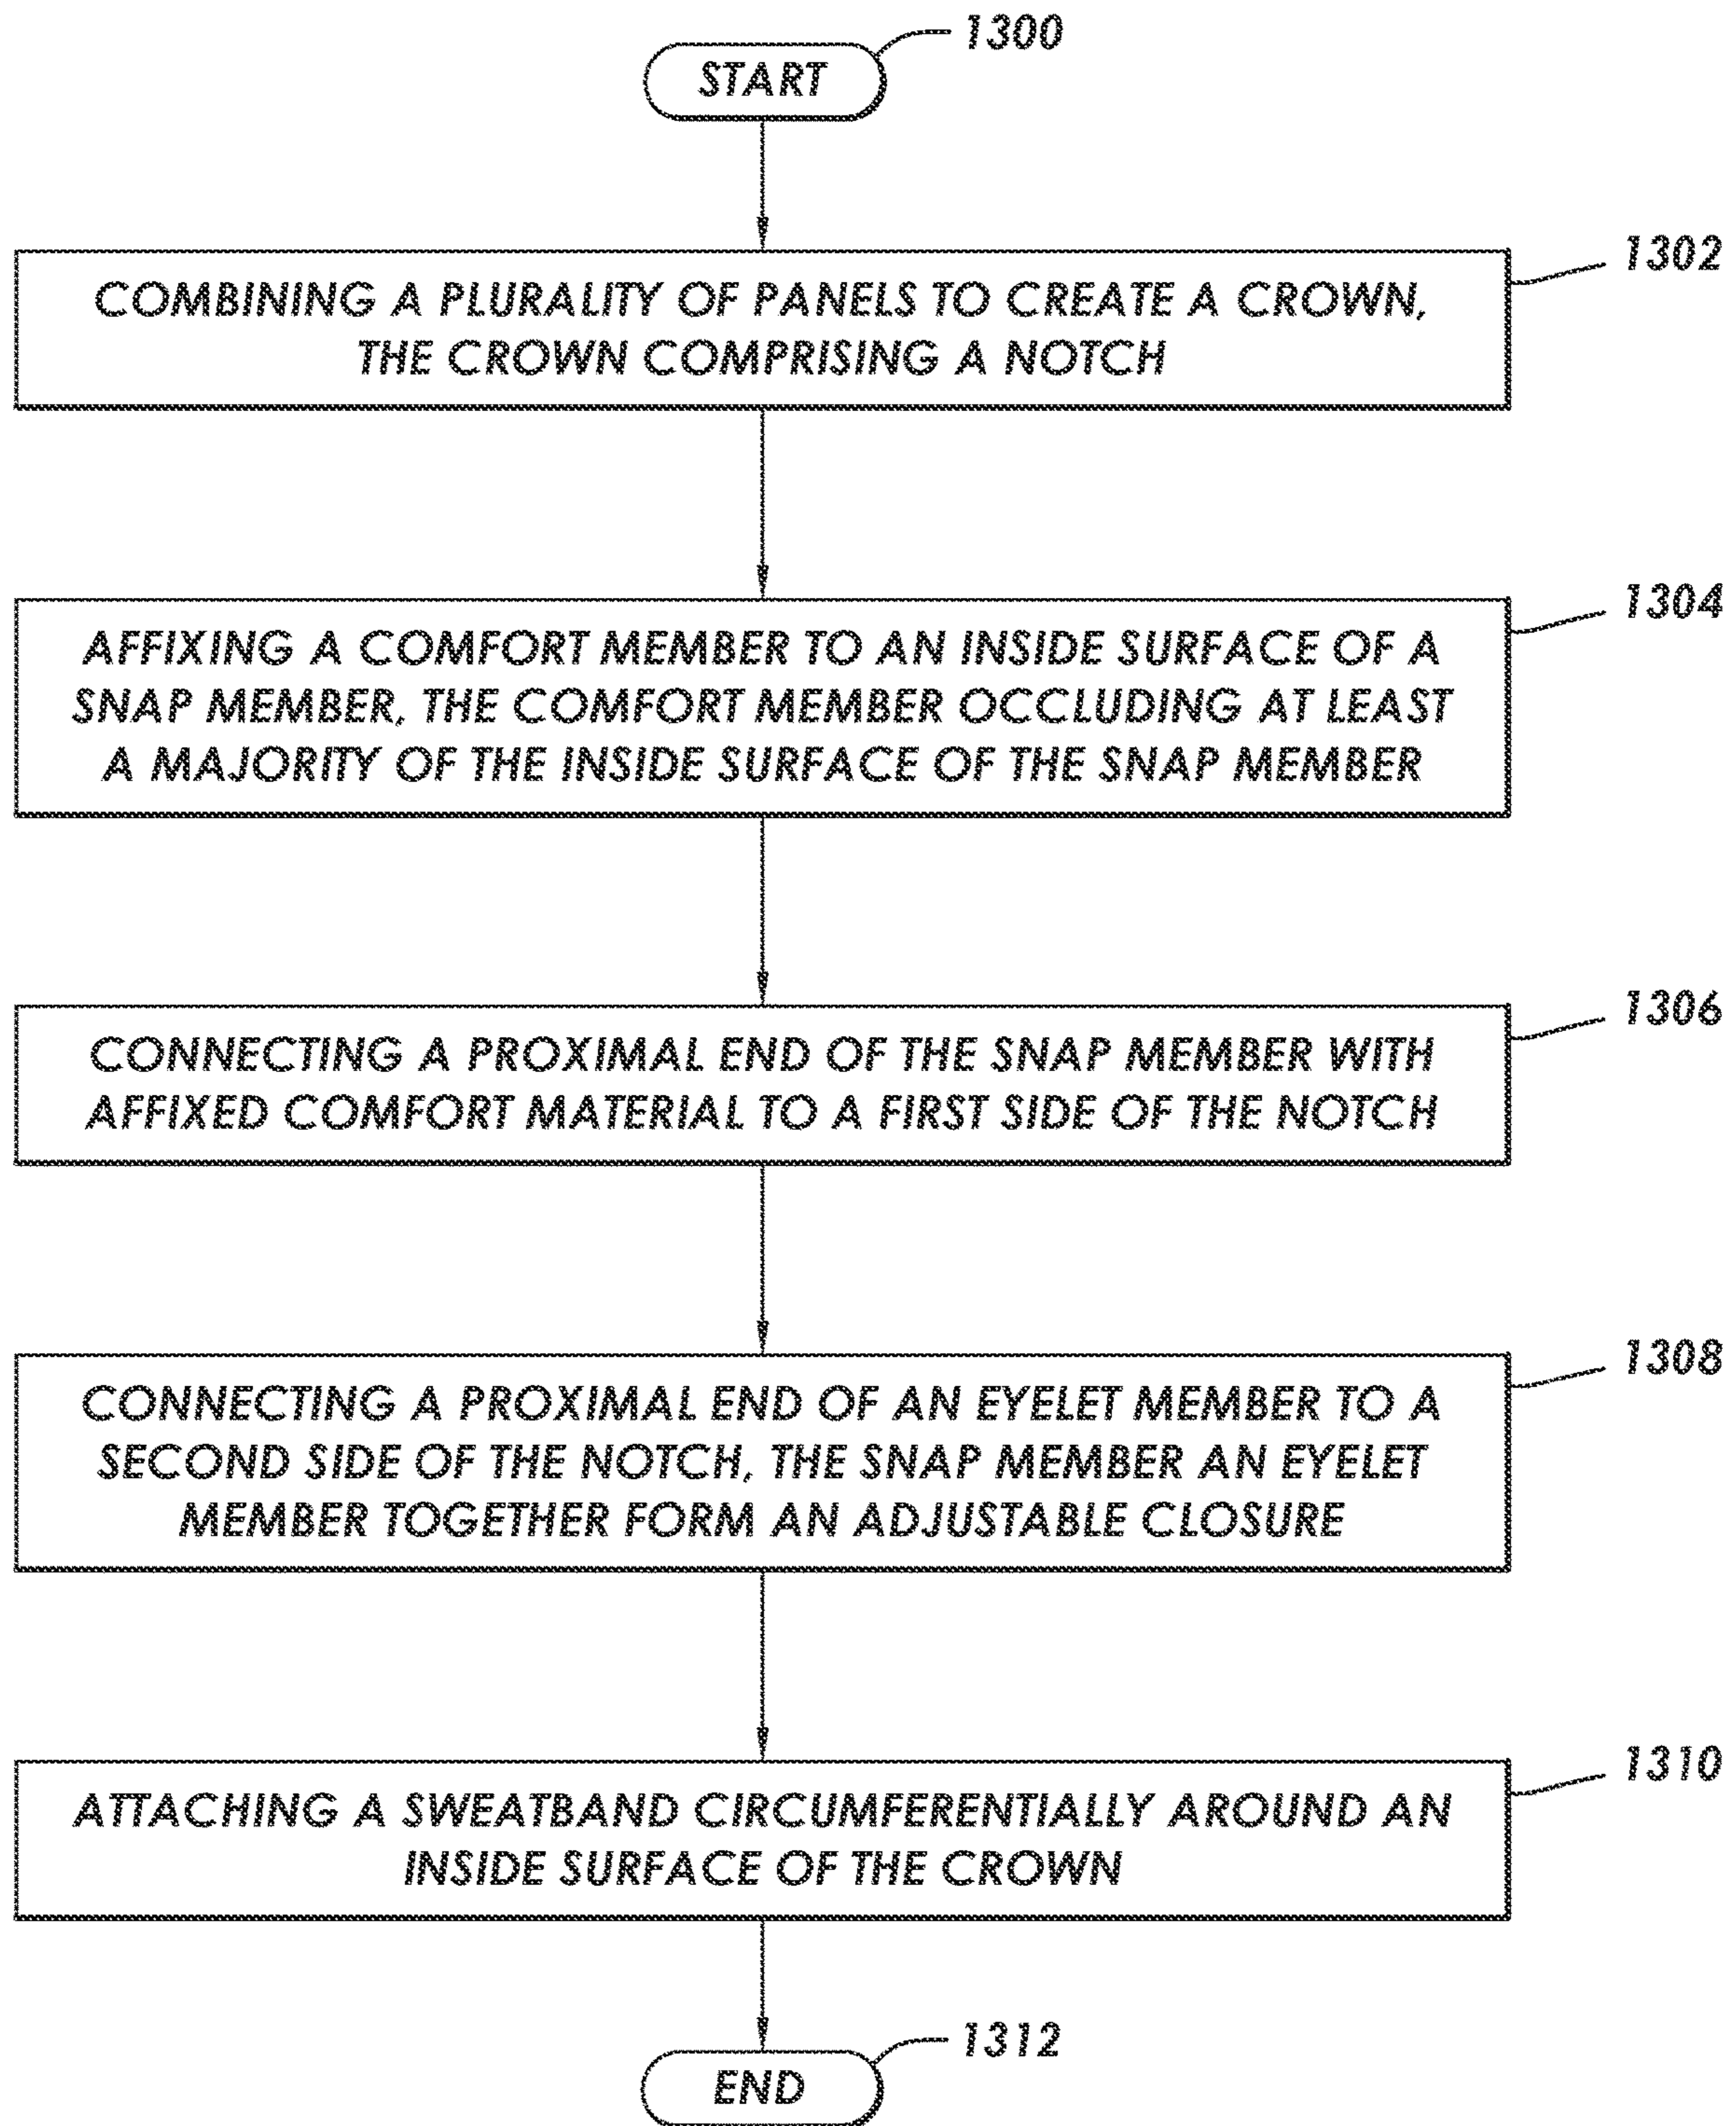 1300
START
1302
COMBINING A PLURALITY OF PANELS TO CREATE A CROWN,
THE CROWN COMPRISING A NOTCH
1304
AFFIXING A COMFORT MEMBER TO AN INSIDE SURFACE OF A
SNAP MEMBER, THE COMFORT MEMBER OCCLUDING AT LEAST
A MAJORITY OF THE INSIDE SURFACE OF THE SNAP MEMBER
1306
CONNECTING A PROXIMAL END OF THE SNAP MEMBER WITH
AFFIXED COMFORT MATERIAL TO A FIRST SIDE OF THE NOTCH
1308
CONNECTING A PROXIMAL END OF AN EYELET MEMBER TO A
SECOND SIDE OF THE NOTCH, THE SNAP MEMBER AN EYELET
MEMBER TOGETHER FORM AN ADJUSTABLE CLOSURE
1310
ATTACHING A SWEATBAND CIRCUMFERENTIALLY AROUND AN
INSIDE SURFACE OF THE CROWN
1312
END